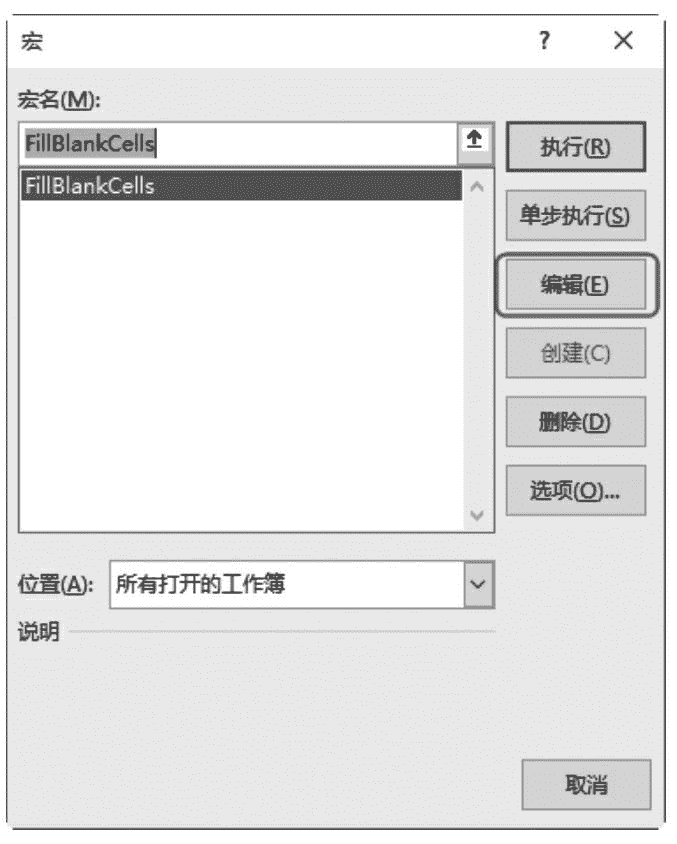 宏
?
宏名(M):
FillBlankCells
执行(R)
FillBlankCells
单步执行(S)
编辑(E)
创建(C)
删除(D)
选项(O)...
位置(A):
所有打开的工作簿
说明
取消